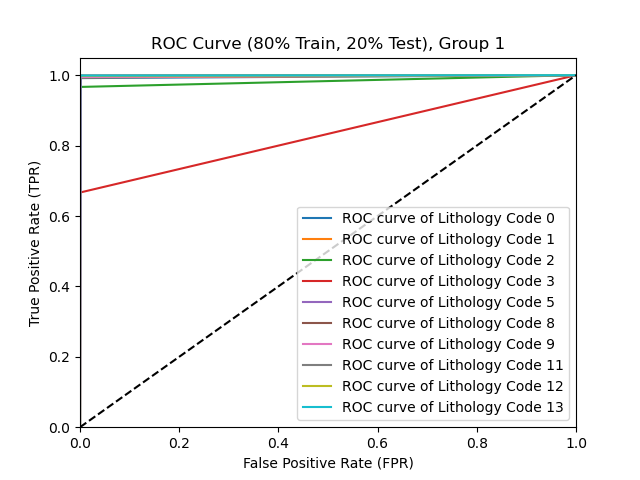 ROC Curve (80% Train, 20% Test), Group 1
True Positive Rate (TPR)
1.0
0.8
0.6
0.4
0.2
0.0
ROC curve of Lithology Code 0
ROC curve of Lithology Code 1
ROC curve of Lithology Code 2
ROC curve of Lithology Code 3
ROC curve of Lithology Code 5
ROC curve of Lithology Code 8
ROC curve of Lithology Code 9
ROC curve of Lithology Code 11
ROC curve of Lithology Code 12
ROC curve of Lithology Code 13
0.0 0.2 0.4 0.6 0.8 1.0
False Positive Rate (FPR)